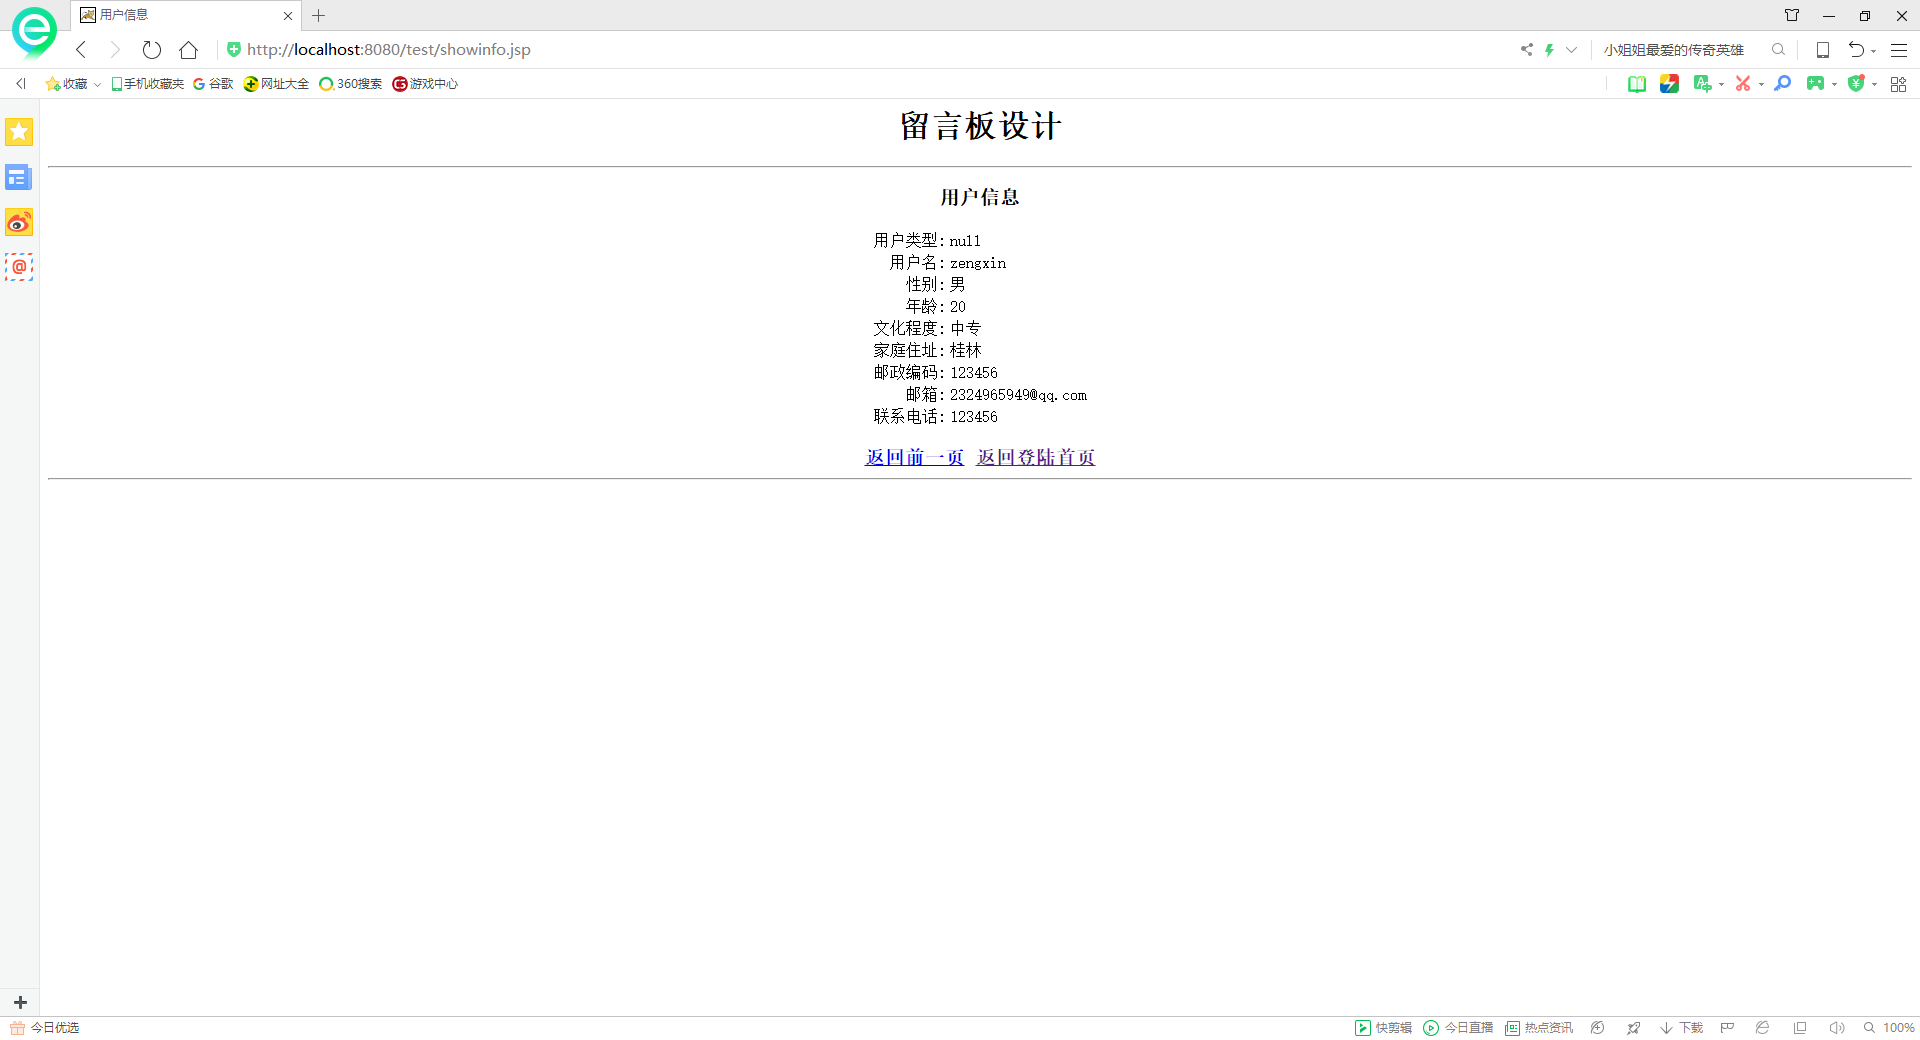 用户信息
http://localhost:8080/test/showinfo.jsp
小姐姐最爱的传奇英雄
收藏 手机收藏夹 谷歌 网址大全 360搜索 游戏中心
留言板设计
用户信息
用户类型: null
用户名: zengxin
性别: 男
年龄: 20
文化程度: 中专
家庭住址: 桂林
邮政编码: 123456
邮箱: 2324965949@qq.com
联系电话: 123456
返回前一页 返回登陆首页
今日优选
快剪辑 今日直播 热点资讯 下载 100%